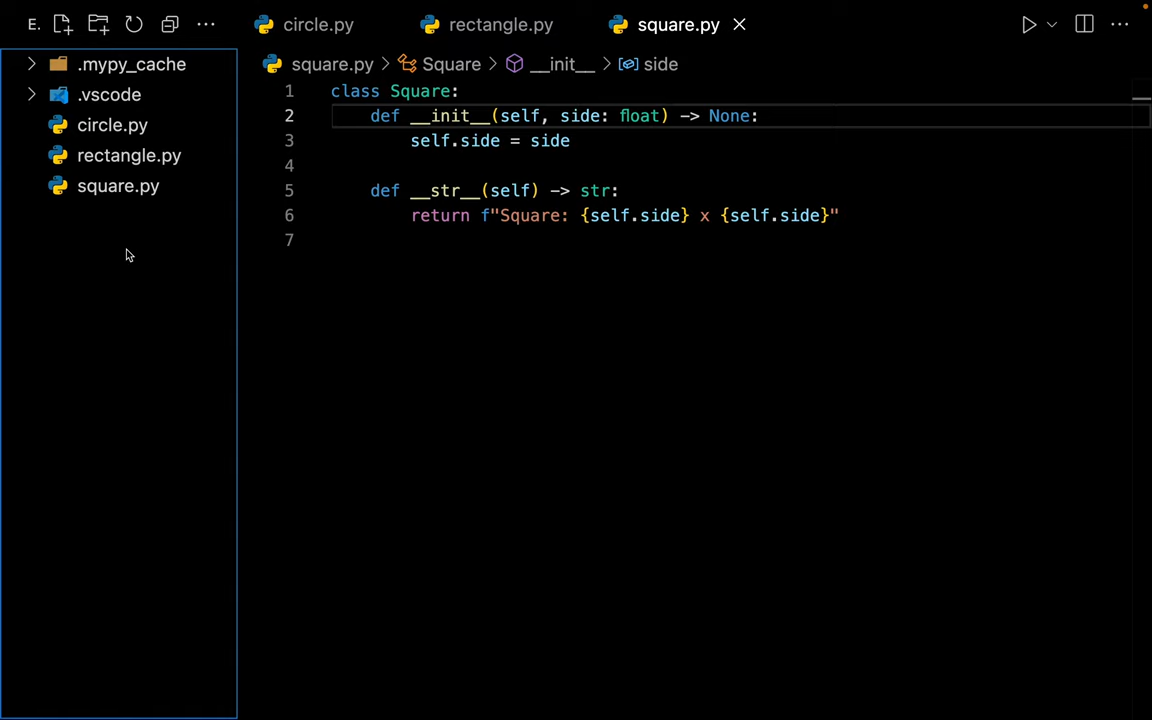 E. ... circle.py rectangle.py square.py
.mypy_cache
.vscode
circle.py
rectangle.py
square.py
square.py > Square > __init__ > side
1 class Square:
2     def __init__(self, side: float) -> None:
3         self.side = side
4
5     def __str__(self) -> str:
6         return f"Square: {self.side} x {self.side}"
7